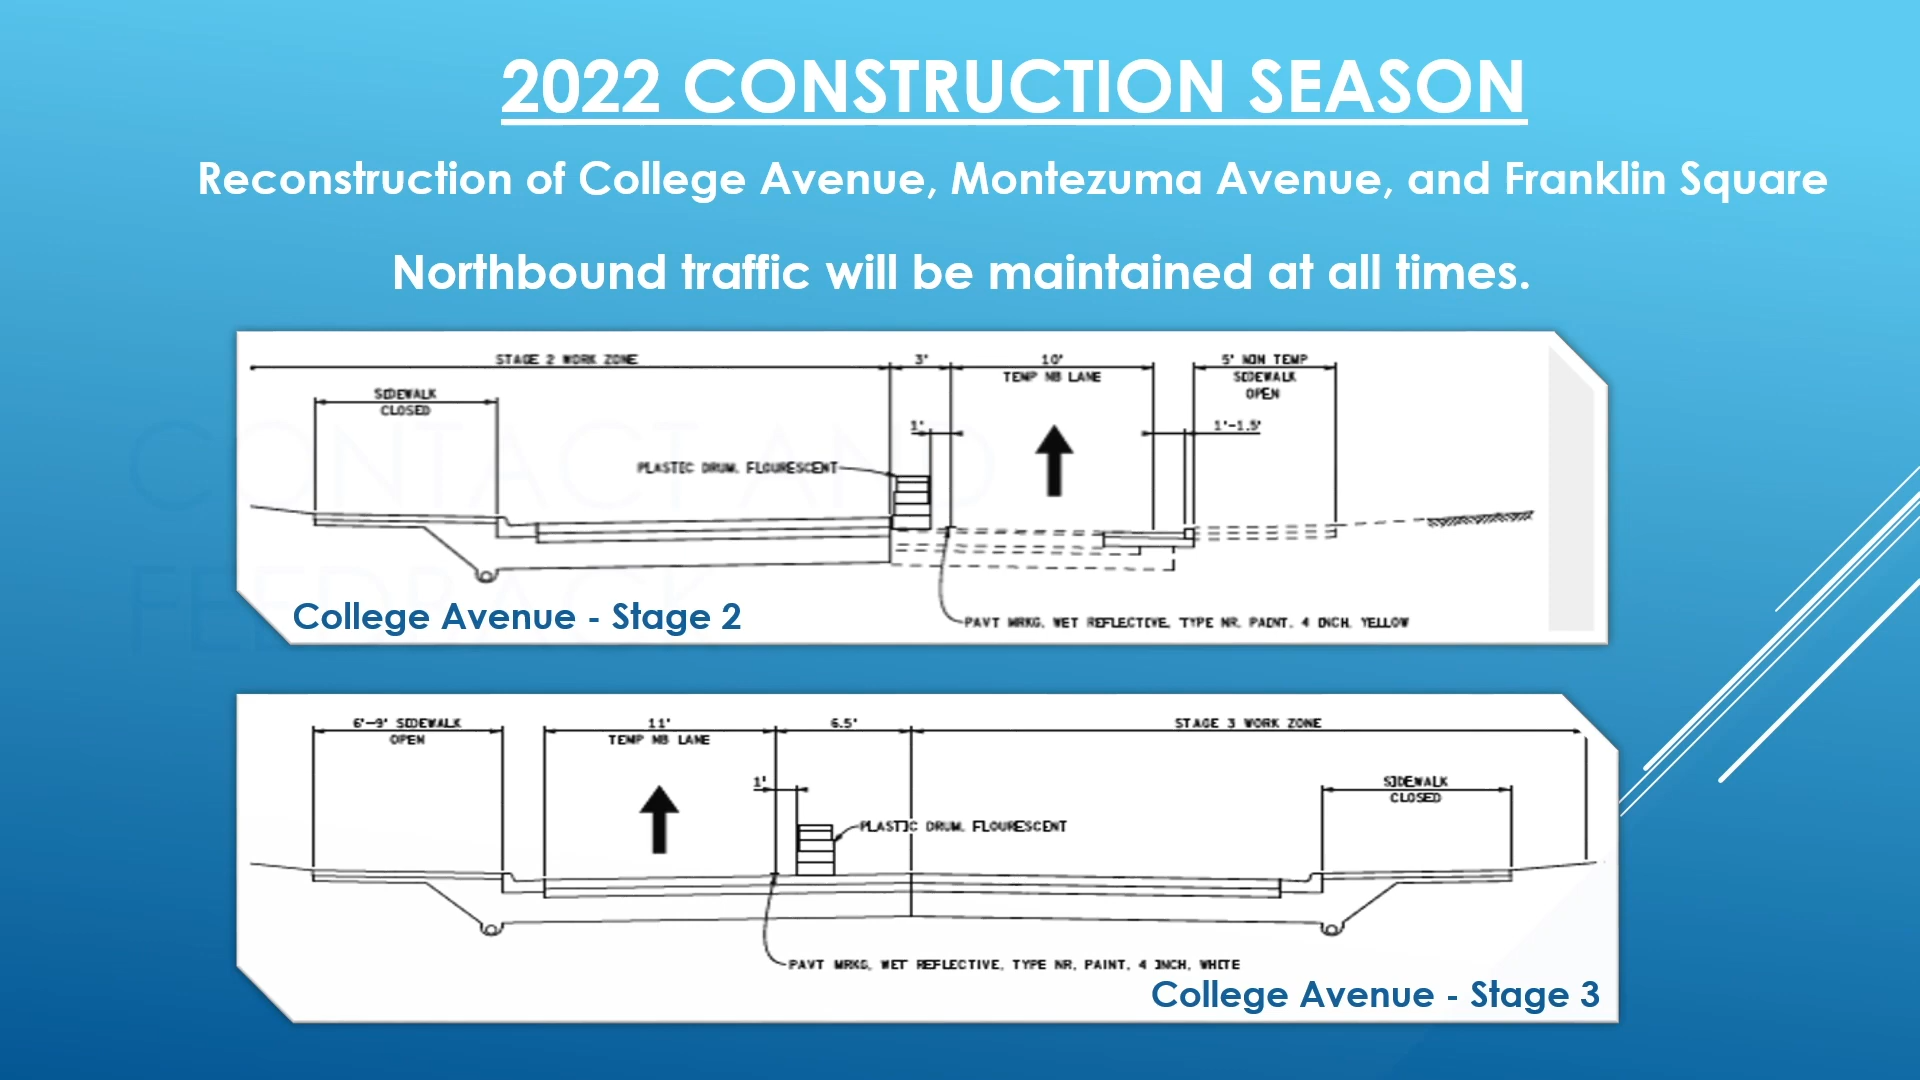 2022 CONSTRUCTION SEASON
Reconstruction of College Avenue, Montezuma Avenue, and Franklin Square
Northbound traffic will be maintained at all times.
STAGE 2 WORK ZONE
3'
10'
TEMP NB LANE
5' NON TEMP
SIDEWALK
OPEN
SIDEWALK
CLOSED
1'
1'-1.5'
PLASTIC DRUM, FLOURESCENT
College Avenue - Stage 2
PAVT MRKG, WET REFLECTIVE, TYPE NR, PAINT, 4 INCH, YELLOW
CONTACT AND
FEEDBACK
6'-9' SIDEWALK
OPEN
11'
TEMP NB LANE
6.5'
STAGE 3 WORK ZONE
1'
SIDEWALK
CLOSED
PLASTIC DRUM, FLOURESCENT
PAVT MRKG, WET REFLECTIVE, TYPE NR, PAINT, 4 INCH, WHITE
College Avenue - Stage 3